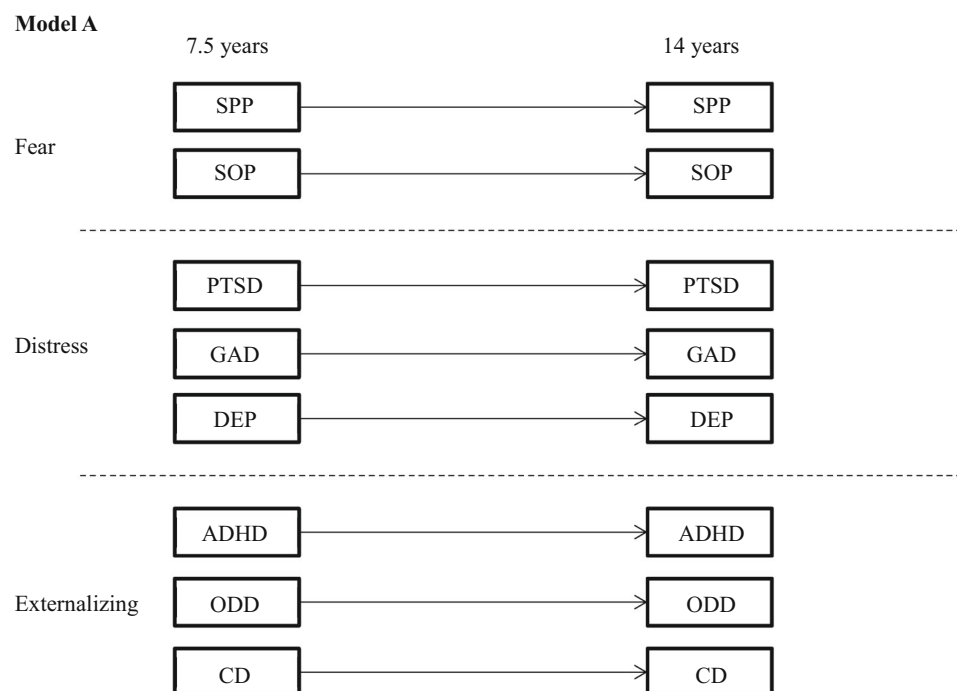 Model A
7.5 years 14 years
SPP SPP
Fear
SOP SOP
PTSD PTSD
Distress GAD GAD
DEP DEP
ADHD ADHD
Externalizing ODD ODD
CD CD